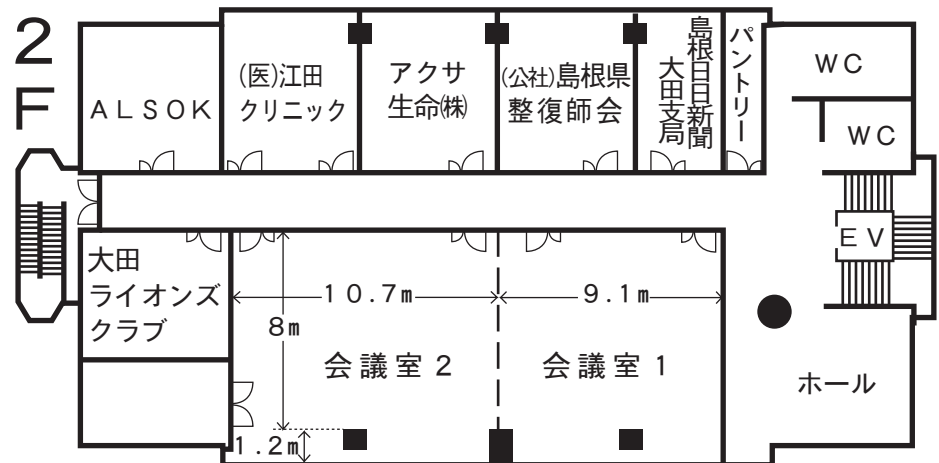 2F
ALSOK
(医)江田
クリニック
アクサ
生命㈱
(公社)島根県
整復師会
島根日日新聞
大田支局
パントリー
WC
WC
EV
大田
ライオンズ
クラブ
10.7m
9.1m
8m
会議室2
会議室1
ホール
1.2m